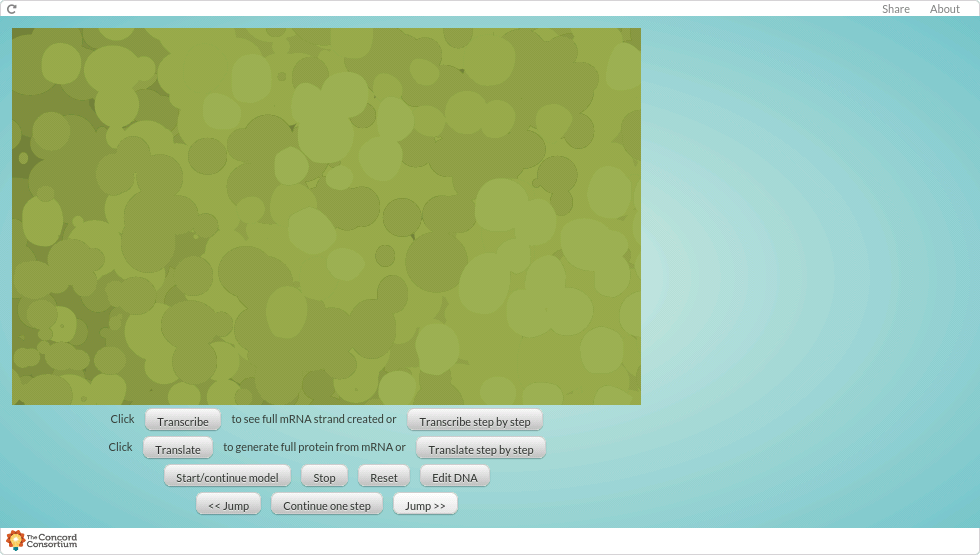 Share About
Click Transcribe to see full mRNA strand created or Transcribe step by step
Click Translate to generate full protein from mRNA or Translate step by step
Start/continue model Stop Reset Edit DNA
<< Jump Continue one step Jump >>
The Concord
Consortium